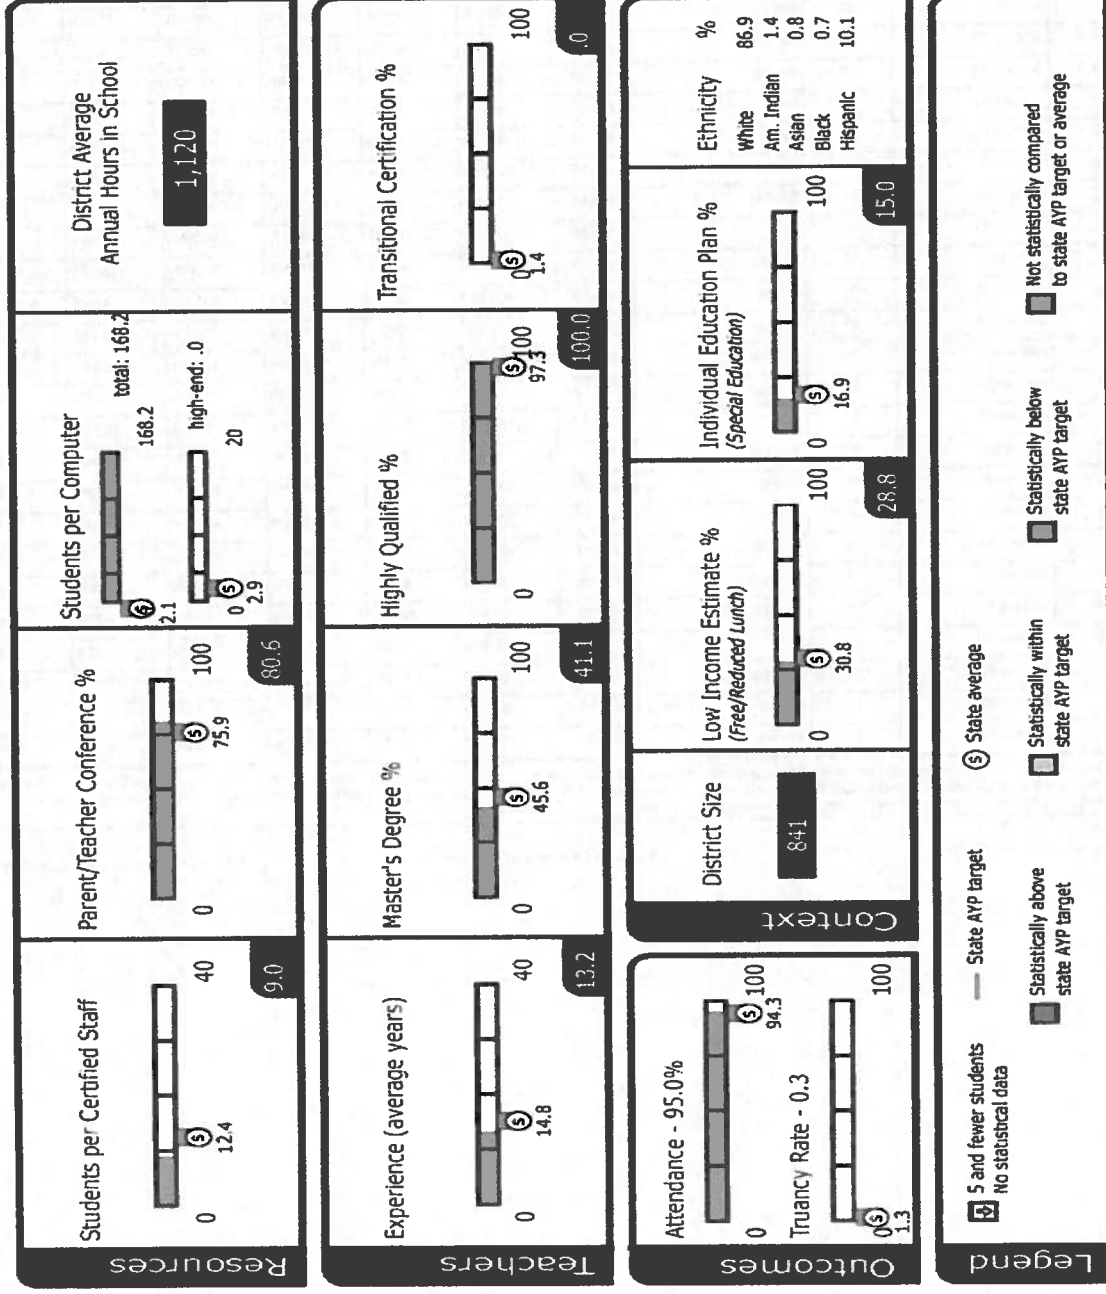 Resources
Students per Certified Staff
0
40
Ⓢ
12.4
9.0
Parent/Teacher Conference %
0
100
Ⓢ
75.9
80.6
Students per Computer
total: 168.2
168.2
Ⓢ
2.1
high-end: .0
0
20
Ⓢ
2.9
District Average
Annual Hours in School
1,120
Teachers
Experience (average years)
0
40
Ⓢ
14.8
13.2
Master's Degree %
0
100
Ⓢ
45.6
41.1
Highly Qualified %
0
100
Ⓢ
97.3
100.0
Transitional Certification %
0
100
Ⓢ
1.4
.0
Outcomes
Attendance - 95.0%
0
100
Ⓢ
94.3
Truancy Rate - 0.3
0
100
Ⓢ
1.3
Context
District Size
841
Low Income Estimate %
(Free/Reduced Lunch)
0
100
Ⓢ
30.8
28.8
Individual Education Plan %
(Special Education)
0
100
Ⓢ
16.9
15.0
Ethnicity %
White 86.9
Am. Indian 1.4
Asian 0.8
Black 0.7
Hispanic 10.1
Legend
5 and fewer students
No statistical data
State AYP target
Ⓢ State average
Statistically above
state AYP target
Statistically within
state AYP target
Statistically below
state AYP target
Not statistically compared
to state AYP target or average